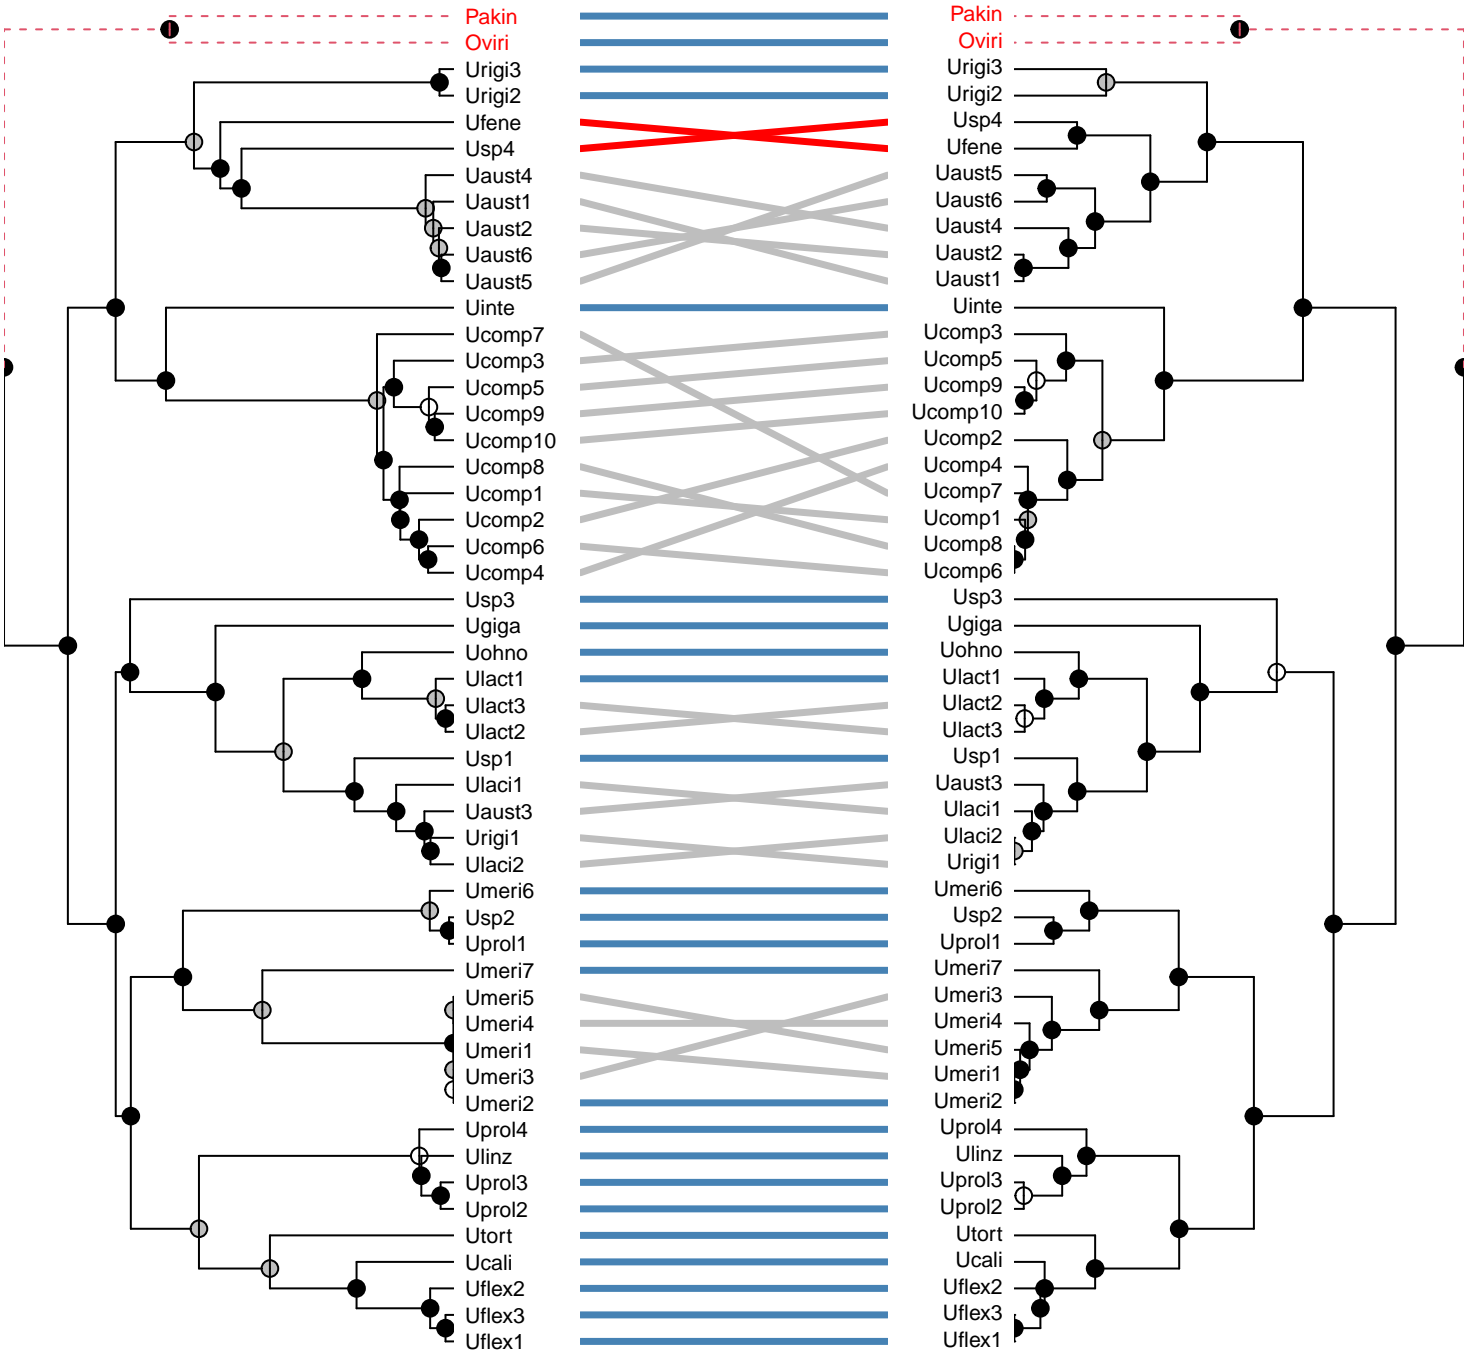 Pakin Pakin
Oviri Oviri
Urigi3 Urigi3
Urigi2 Urigi2
Ufene Usp4
Usp4 Ufene
Uaust4 Uaust5
Uaust1 Uaust6
Uaust2 Uaust4
Uaust6 Uaust2
Uaust5 Uaust1
Uinte Uinte
Ucomp7 Ucomp3
Ucomp3 Ucomp5
Ucomp5 Ucomp9
Ucomp9 Ucomp10
Ucomp10 Ucomp2
Ucomp8 Ucomp4
Ucomp1 Ucomp7
Ucomp2 Ucomp1
Ucomp6 Ucomp8
Ucomp4 Ucomp6
Usp3 Usp3
Ugiga Ugiga
Uohno Uohno
Ulact1 Ulact1
Ulact3 Ulact2
Ulact2 Ulact3
Usp1 Usp1
Ulaci1 Uaust3
Uaust3 Ulaci1
Urigi1 Ulaci2
Ulaci2 Urigi1
Umeri6 Umeri6
Usp2 Usp2
Uprol1 Uprol1
Umeri7 Umeri7
Umeri5 Umeri3
Umeri4 Umeri4
Umeri1 Umeri5
Umeri3 Umeri1
Umeri2 Umeri2
Uprol4 Uprol4
Ulinz Ulinz
Uprol3 Uprol3
Uprol2 Uprol2
Utort Utort
Ucali Ucali
Uflex2 Uflex2
Uflex3 Uflex3
Uflex1 Uflex1